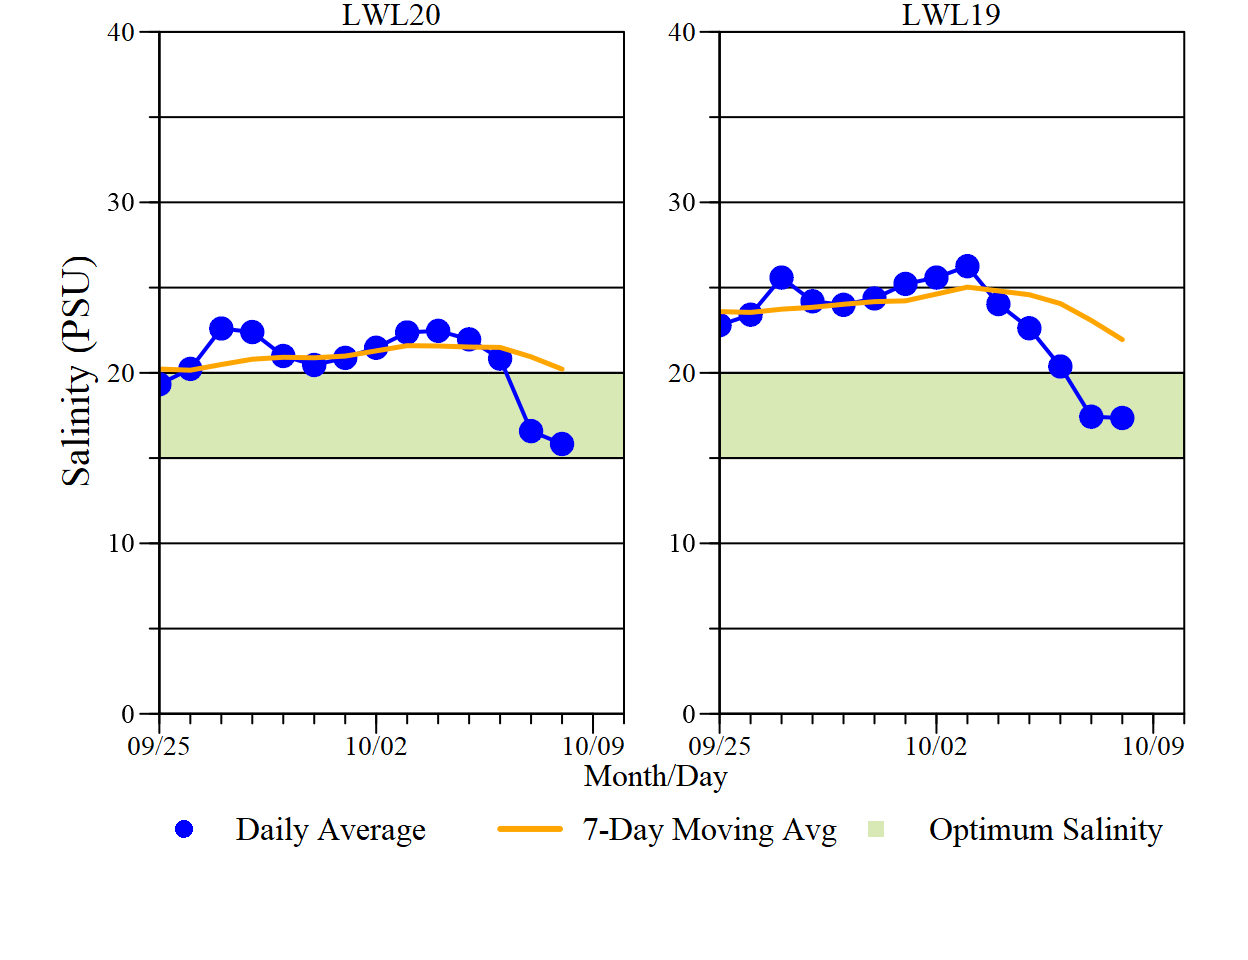 LWL20
LWL19
40
30
20
10
0
40
30
20
10
0
Salinity (PSU)
09/25
10/02
10/09
09/25
10/02
10/09
Month/Day
Daily Average
7-Day Moving Avg
Optimum Salinity